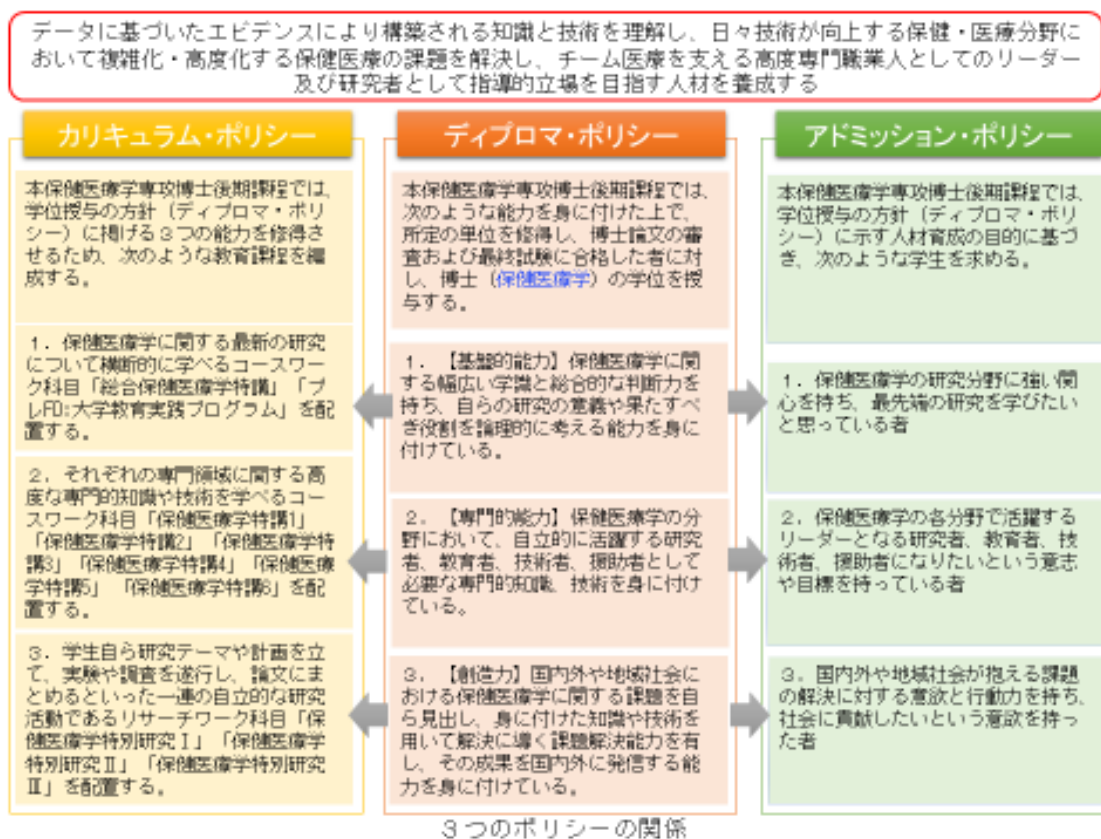 データに基づいたエビデンスにより構築される知識と技術を理解し、日々技術が向上する保健・医療分野に
おいて複雑化・高度化する保健医療の課題を解決し、チーム医療を支える高度専門職業人としてのリーダー
及び研究者として指導的立場を目指す人材を養成する
カリキュラム・ポリシー
本保健医療学専攻博士後期課程では、
学位授与の方針（ディプロマ・ポリ
シー）に掲げる３つの能力を修得さ
せるため、次のような教育課程を編
成する。
１．保健医療学に関する最新の研究
について横断的に学べるコースワー
ク科目「総合保健医療学特講」「プ
レFD:大学教育実践プログラム」を配
置する。
２．それぞれの専門領域に関する高
度な専門的知識や技術を学べるコー
スワーク科目「保健医療学特講1」
「保健医療学特講2」「保健医療学特
講3」「保健医療学特講4」「保健医療
学特講5」「保健医療学特講6」を配
置する。
３．学生自ら研究テーマや計画を立
て、実験や調査を遂行し、論文にま
とめるといった一連の自立的な研究
活動であるリサーチワーク科目「保
健医療学特別研究Ⅰ」「保健医療学
特別研究Ⅱ」「保健医療学特別研究
Ⅲ」を配置する。
ディプロマ・ポリシー
本保健医療学専攻博士後期課程では、
次のような能力を身に付けた上で、
所定の単位を修得し、博士論文の審
査および最終試験に合格した者に対
し、博士（保健医療学）の学位を授
与する。
１．【基盤的能力】保健医療学に関
する幅広い学識と総合的な判断力を
持ち、自らの研究の意義や果たすべ
き役割を論理的に考える能力を身に
付けている。
２．【専門的能力】保健医療学の分
野において、自立的に活躍する研究
者、教育者、技術者、援助者として
必要な専門的知識、技術を身に付け
ている。
３．【創造力】国内外や地域社会に
おける保健医療学に関する課題を自
ら見出し、身に付けた知識や技術を
用いて解決に導く課題解決能力を有
し、その成果を国内外に発信する能
力を身に付けている。
アドミッション・ポリシー
本保健医療学専攻博士後期課程では、
学位授与の方針（ディプロマ・ポリ
シー）に示す人材育成の目的に基づ
き、次のような学生を求める。
１．保健医療学の研究分野に強い関
心を持ち、最先端の研究を学びたい
と思っている者
２．保健医療学の各分野で活躍する
リーダーとなる研究者、教育者、技
術者、援助者になりたいという意志
や目標を持っている者
３．国内外や地域社会が抱える課題
の解決に対する意欲と行動力を持ち、
社会に貢献したいという意欲を持っ
た者
３つのポリシーの関係